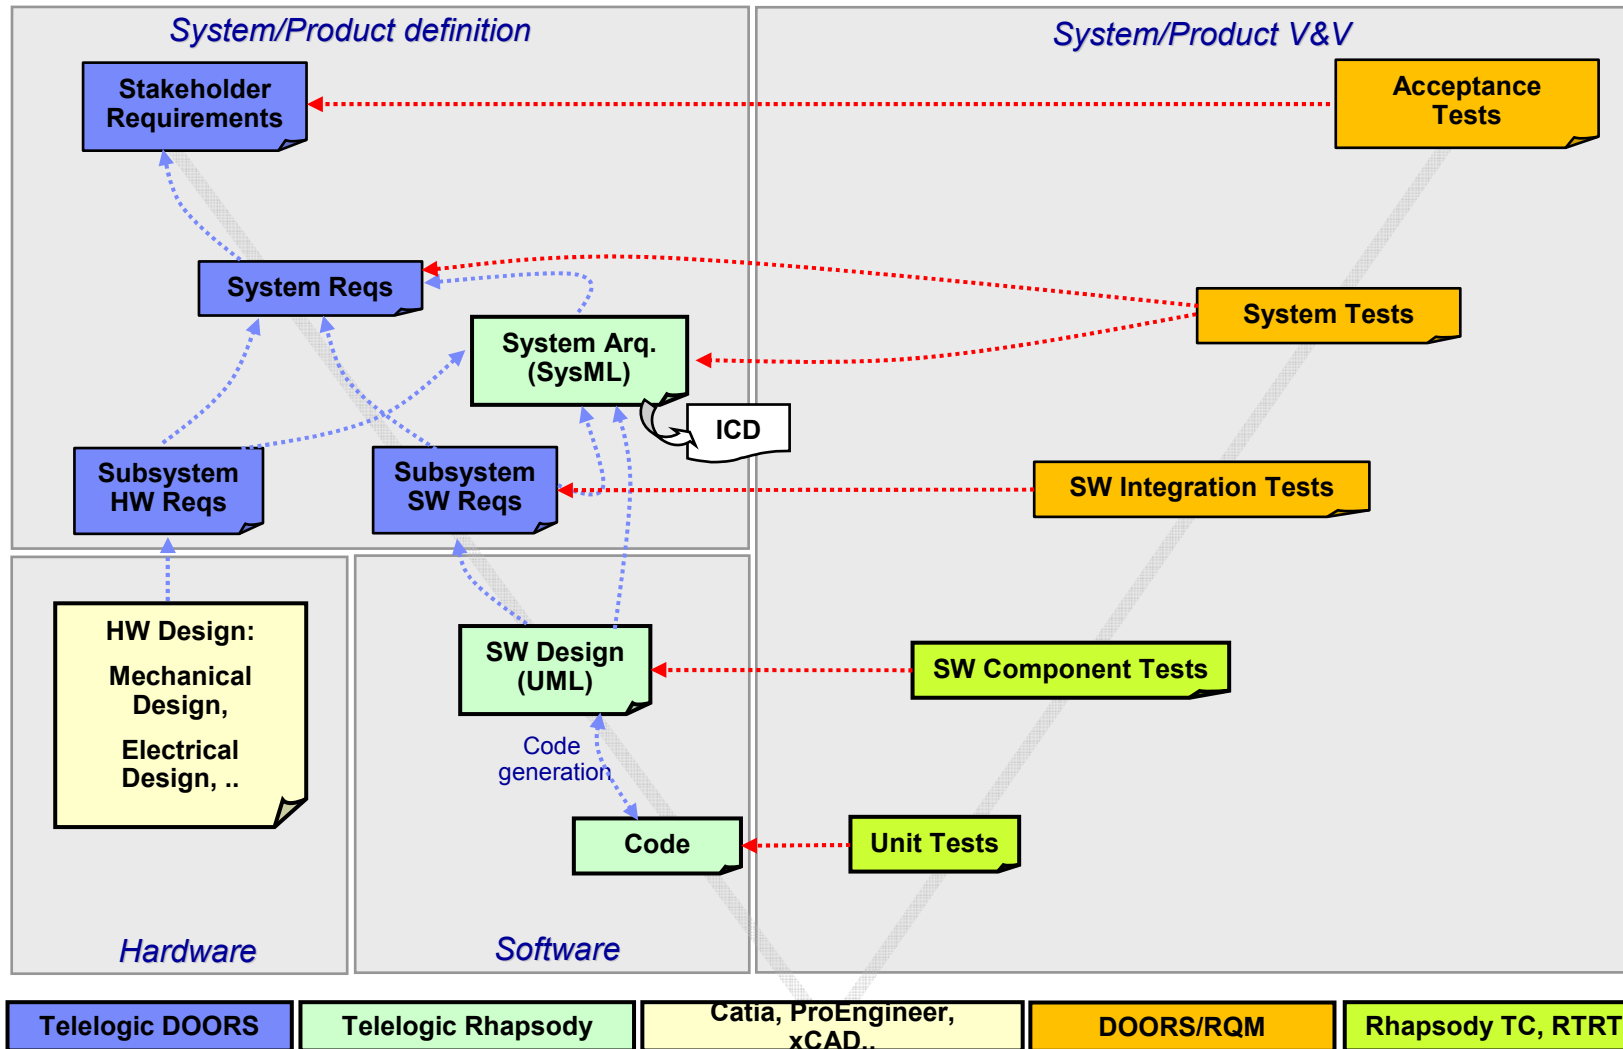 System/Product definition
System/Product V&V
Stakeholder
Requirements
Acceptance
Tests
System Reqs
System Tests
System Arq.
(SysML)
ICD
Subsystem
HW Reqs
Subsystem
SW Reqs
SW Integration Tests
HW Design:
Mechanical
Design,
Electrical
Design, ..
SW Design
(UML)
SW Component Tests
Code
generation
Code
Unit Tests
Hardware
Software
Telelogic DOORS
Telelogic Rhapsody
Catia, ProEngineer,
xCAD..
DOORS/RQM
Rhapsody TC, RTRT